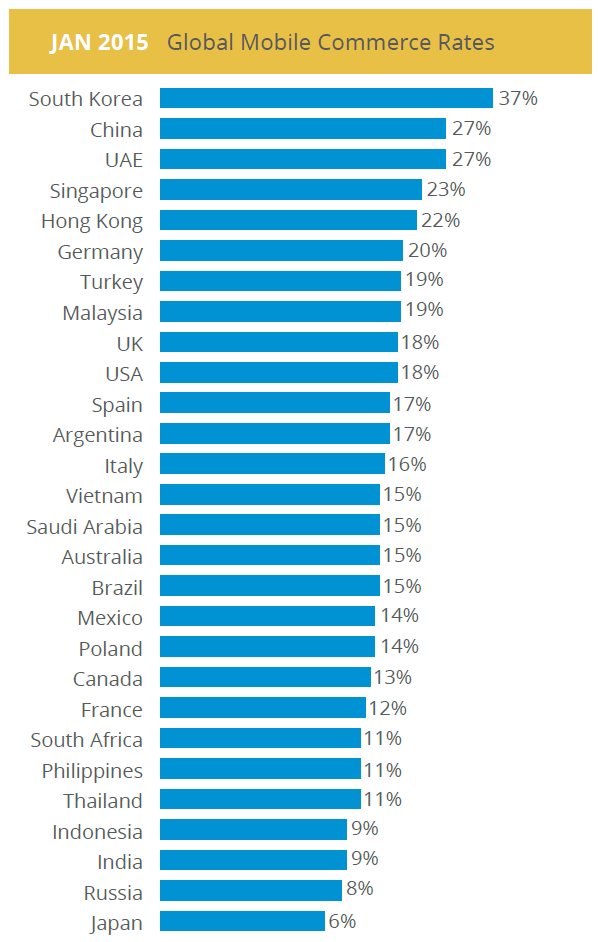 JAN 2015 Global Mobile Commerce Rates
South Korea 37%
China 27%
UAE 27%
Singapore 23%
Hong Kong 22%
Germany 20%
Turkey 19%
Malaysia 19%
UK 18%
USA 18%
Spain 17%
Argentina 17%
Italy 16%
Vietnam 15%
Saudi Arabia 15%
Australia 15%
Brazil 15%
Mexico 14%
Poland 14%
Canada 13%
France 12%
South Africa 11%
Philippines 11%
Thailand 11%
Indonesia 9%
India 9%
Russia 8%
Japan 6%